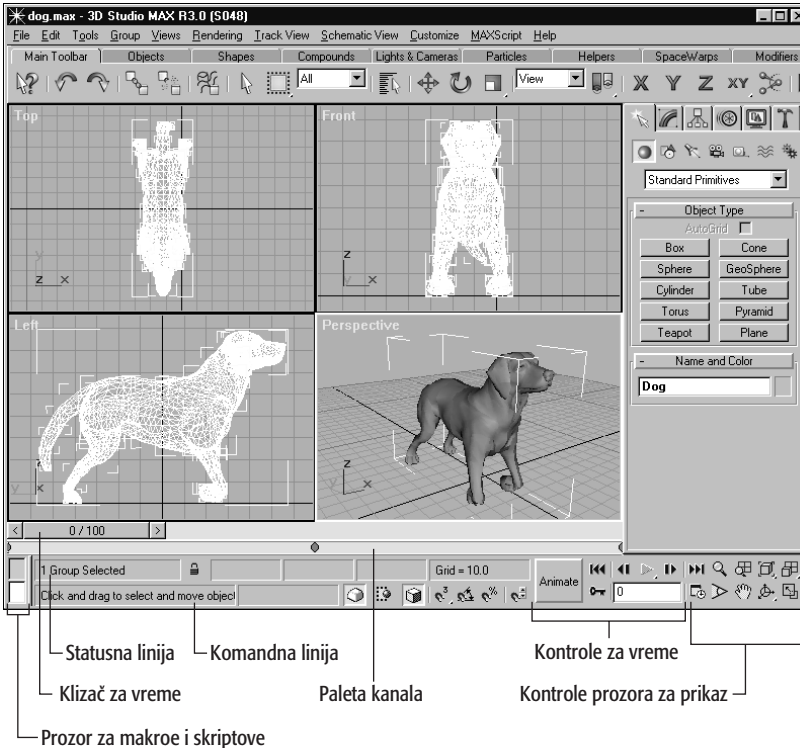 dog.max - 3D Studio MAX R3.0 (S048)
File Edit Tools Group Views Rendering Track View Schematic View Customize MAXScript Help
Main Toolbar Objects Shapes Compounds Lights & Cameras Particles Helpers SpaceWarps Modifiers
All View X Y Z XY
Top Front
Standard Primitives
- Object Type
AutoGrid
Box Cone
Sphere GeoSphere
Cylinder Tube
Torus Pyramid
Teapot Plane
- Name and Color
Dog
y z x
z y x
Left Perspective
z y x
z y x
< 0 / 100 >
1 Group Selected Grid = 10.0 Animate
Click and drag to select and move object 3 % 0
Statusna linija Komandna linija Kontrole za vreme
Klizač za vreme Paleta kanala Kontrole prozora za prikaz
Prozor za makroe i skriptove